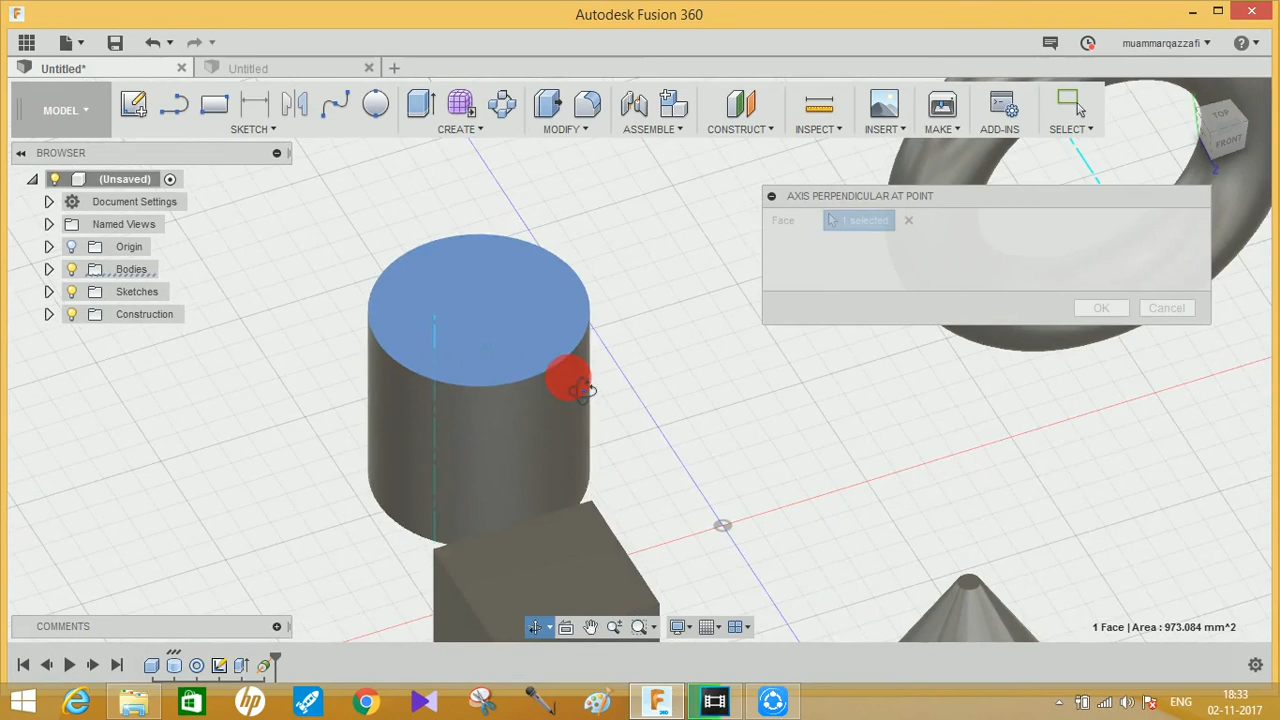 Autodesk Fusion 360
muammarqazzafi
Untitled*
Untitled
MODEL
SKETCH
CREATE
MODIFY
ASSEMBLE
CONSTRUCT
INSPECT
INSERT
MAKE
ADD-INS
SELECT
BROWSER
(Unsaved)
Document Settings
Named Views
Origin
Bodies
Sketches
Construction
TOP
FRONT
Z
AXIS PERPENDICULAR AT POINT
Face
1 selected
OK
Cancel
COMMENTS
1 Face | Area : 973.084 mm^2
ENG
18:33
02-11-2017